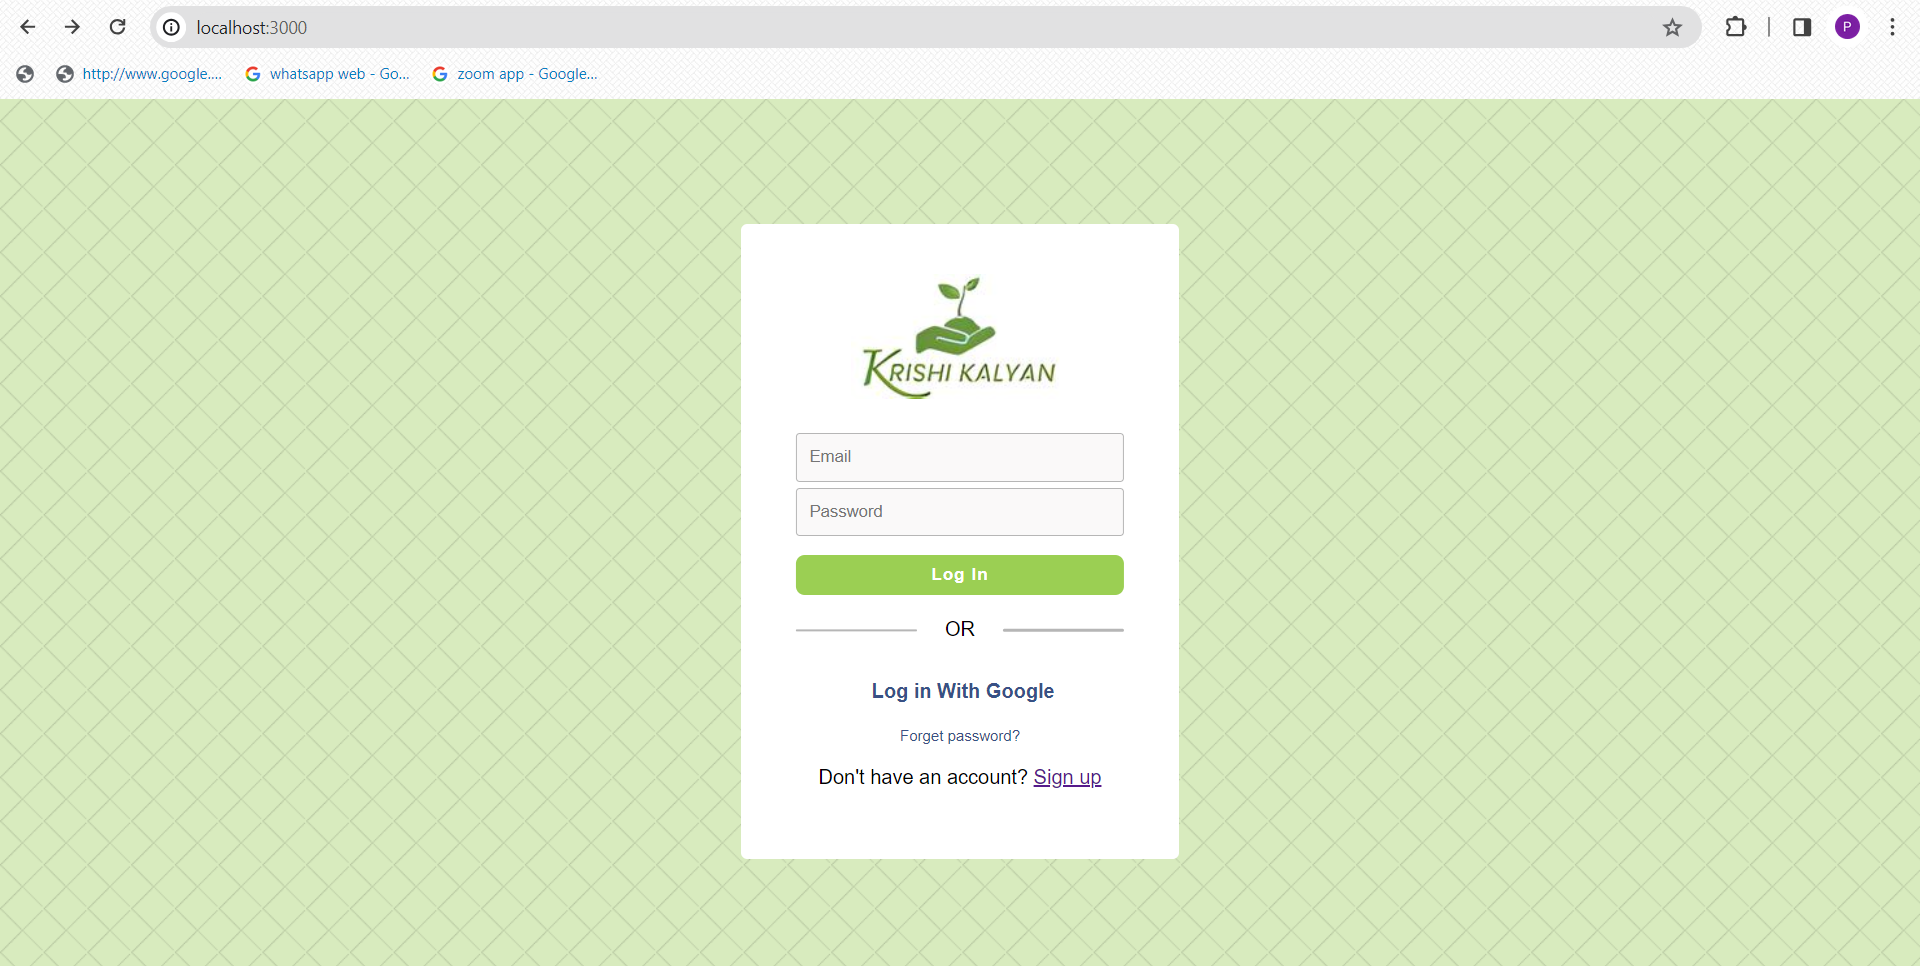 localhost:3000
P
http://www.google.... whatsapp web - Go... zoom app - Google...
KRISHI KALYAN
Email
Password
Log In
OR
Log in With Google
Forget password?
Don't have an account? Sign up